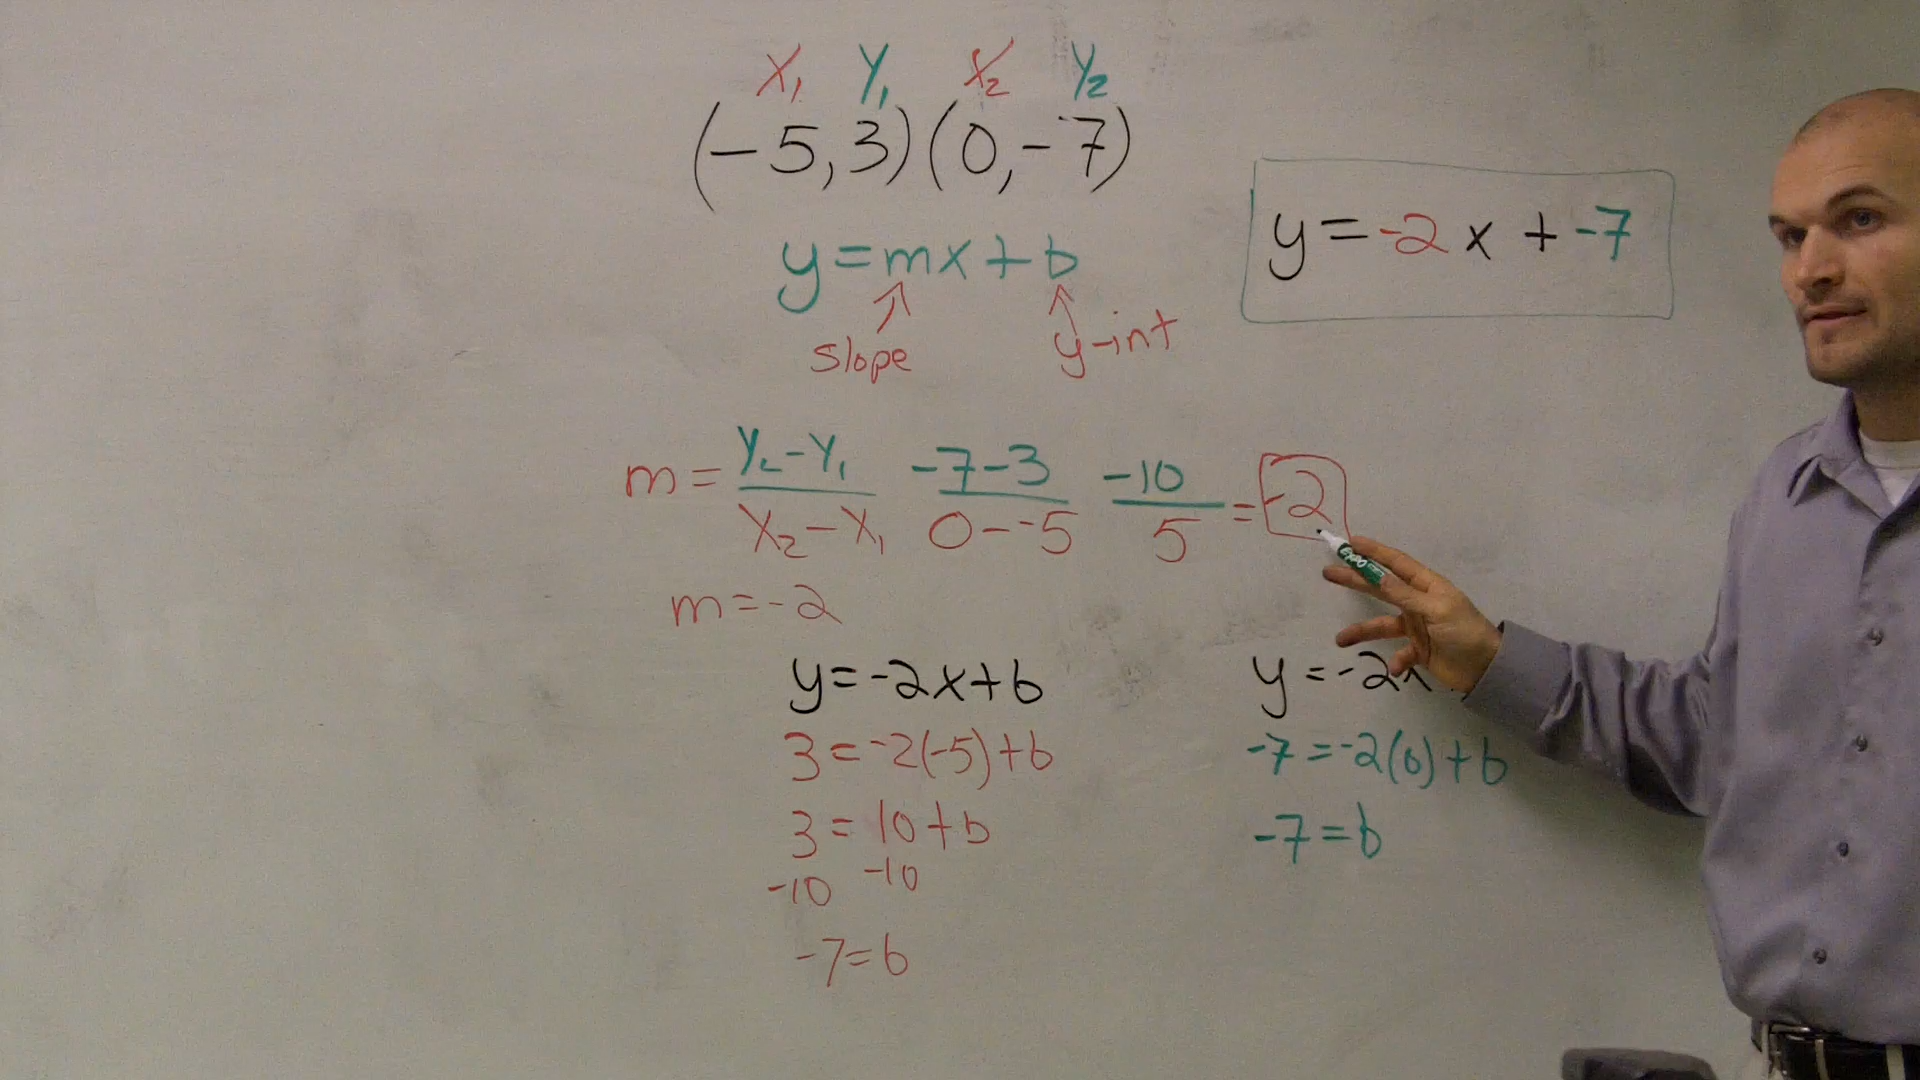 x₁ y₁ x₂ y₂
(-5,3)(0,-7)
y=mx+b
slope y-int
y=-2x+-7
m= y₂-y₁/x₂-x₁ -7-3/0--5 -10/5 = -2
m=-2
y=-2x+b
3=-2(-5)+b
3=10+b
-10 -10
-7=b
y=-2x
-7=-2(0)+b
-7=b
EXPO